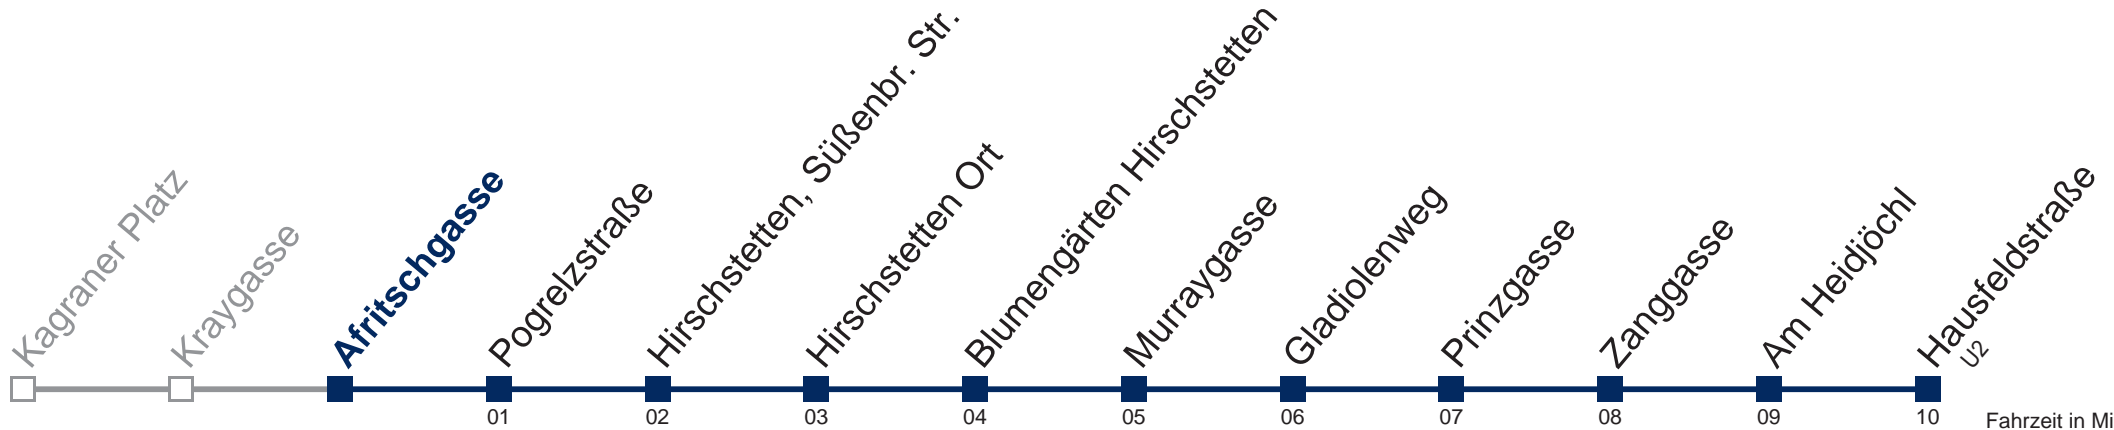 Kagraner Platz
Kraygasse
Afritschgasse
Pogrelzstraße
Hirschstetten, Süßenbr. Str.
Hirschstetten Ort
Blumengärten Hirschstetten
Murraygasse
Gladiolenweg
Prinzgasse
Zanggasse
Am Heidjöchl
Hausfeldstraße
U2
01
02
03
04
05
06
07
08
09
10
Fahrzeit in Mi